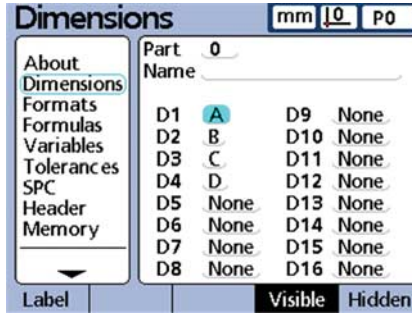 Dimensions mm 0 P0
About
Dimensions
Formats
Formulas
Variables
Tolerances
SPC
Header
Memory
Part 0
Name
D1 A D9 None
D2 B D10 None
D3 C D11 None
D4 D D12 None
D5 None D13 None
D6 None D14 None
D7 None D15 None
D8 None D16 None
Label Visible Hidden